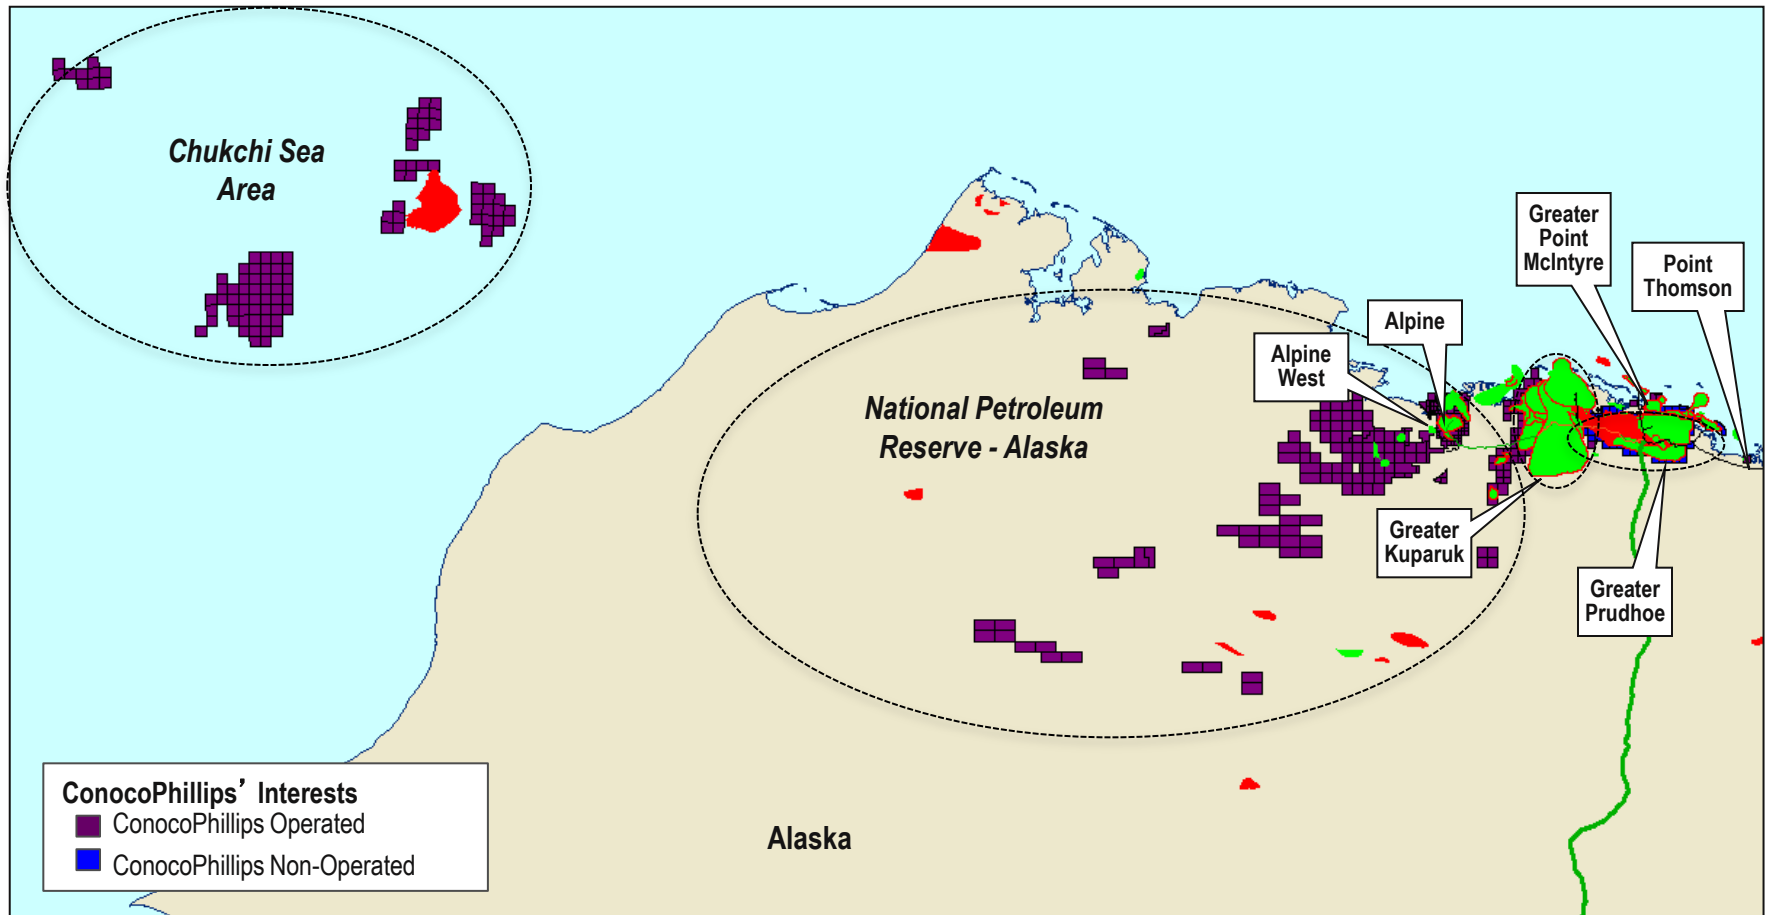 Chukchi Sea
Area
Greater
Point
McIntyre
Point
Thomson
Alpine
Alpine
West
National Petroleum
Reserve - Alaska
Greater
Kuparuk
Greater
Prudhoe
ConocoPhillips’ Interests
ConocoPhillips Operated
ConocoPhillips Non-Operated
Alaska